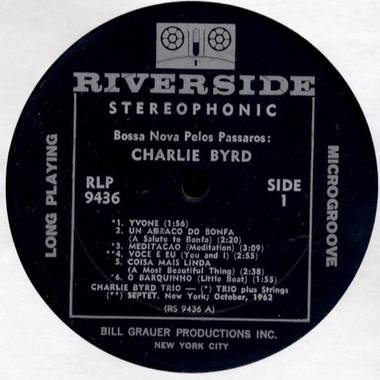 RIVERSIDE
STEREOPHONIC
Bossa Nova Pelos Passaros:
CHARLIE BYRD
LONG PLAYING
RLP
9436
SIDE
1
MICROGROOVE
*1. YVONE (1:56)
2. UN ABRACO DO BONFA
(A Salute to Bonfa) (2:20)
*3. MEDITACAO (Meditation) (3:09)
**4. VOCE E EU (You and I) (2:55)
5. COISA MAIS LINDA
(A Most Beautiful Thing) (2:38)
*6. O BARQUINHO (Little Boat) (1:55)
CHARLIE BYRD TRIO — (*) TRIO plus Strings
(**) SEPTET. New York; October, 1962
(RS 9436 A)
BILL GRAUER PRODUCTIONS INC.
NEW YORK CITY